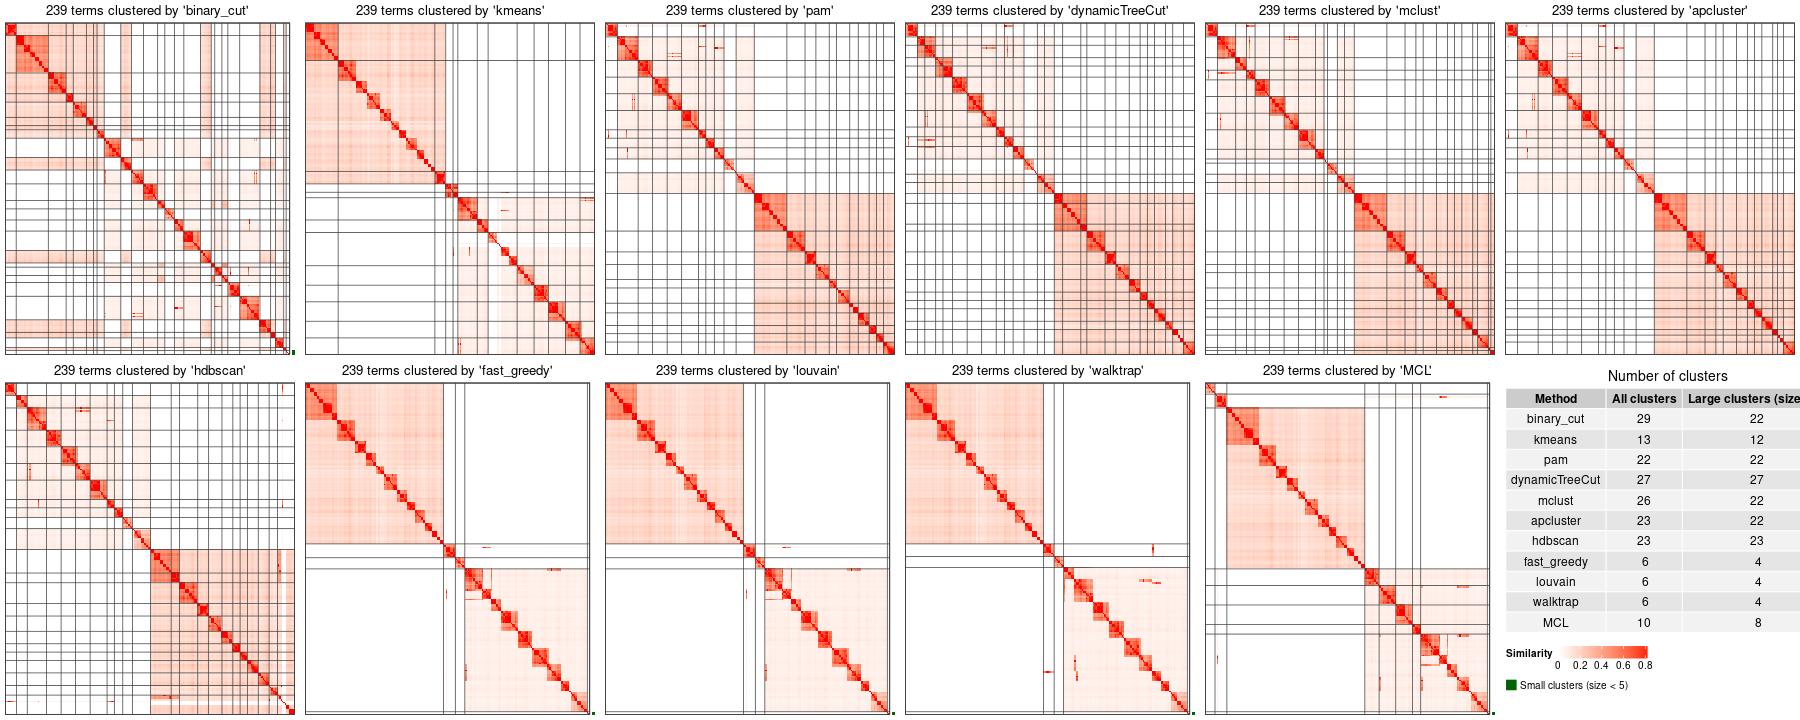 239 terms clustered by 'binary_cut'
239 terms clustered by 'kmeans'
239 terms clustered by 'pam'
239 terms clustered by 'dynamicTreeCut'
239 terms clustered by 'mclust'
239 terms clustered by 'apcluster'
239 terms clustered by 'hdbscan'
239 terms clustered by 'fast_greedy'
239 terms clustered by 'louvain'
239 terms clustered by 'walktrap'
239 terms clustered by 'MCL'
Number of clusters
Method All clusters Large clusters (size
binary_cut 29 22
kmeans 13 12
pam 22 22
dynamicTreeCut 27 27
mclust 26 22
apcluster 23 22
hdbscan 23 23
fast_greedy 6 4
louvain 6 4
walktrap 6 4
MCL 10 8
Similarity
0 0.2 0.4 0.6 0.8
Small clusters (size < 5)